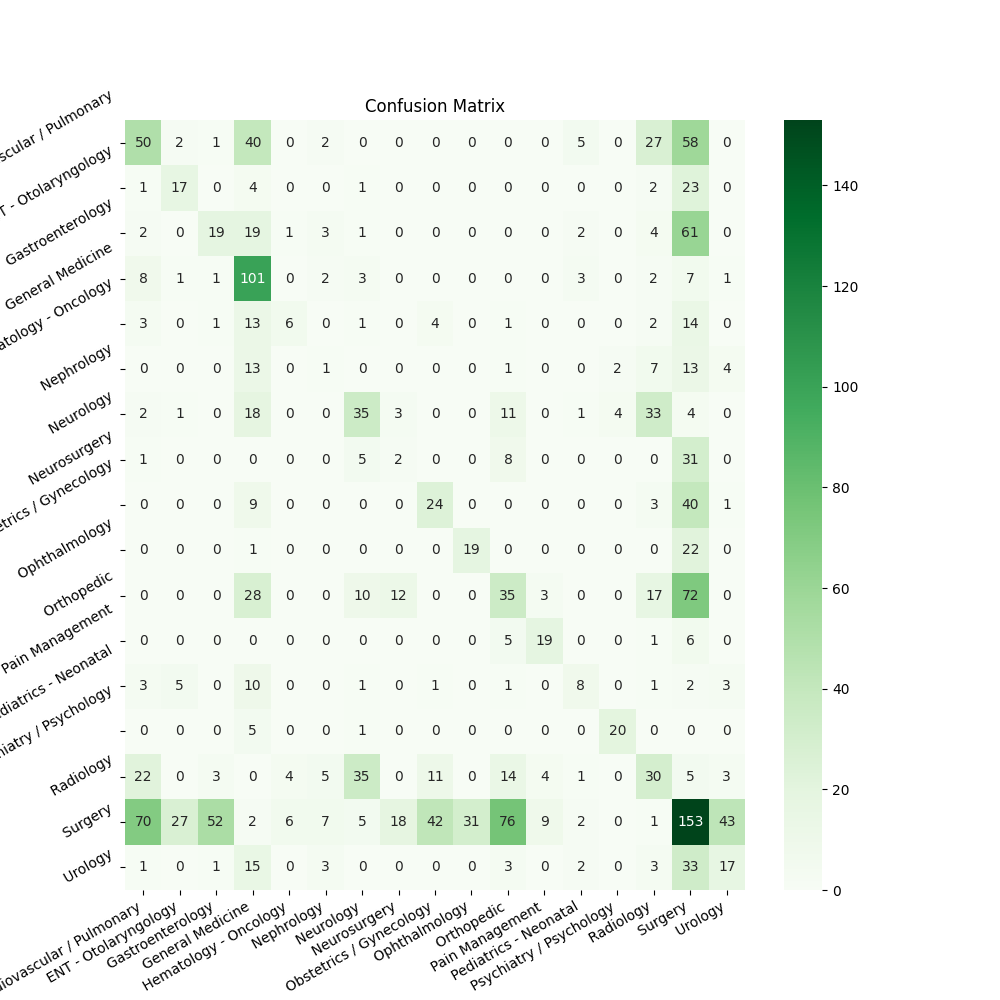 Confusion Matrix
scular / Pulmonary
50 2 1 40 0 2 0 0 0 0 0 0 5 0 27 58 0
T - Otolaryngology
1 17 0 4 0 0 1 0 0 0 0 0 0 0 2 23 0
Gastroenterology
2 0 19 19 1 3 1 0 0 0 0 0 2 0 4 61 0
General Medicine
8 1 1 101 0 2 3 0 0 0 0 0 3 0 2 7 1
atology - Oncology
3 0 1 13 6 0 1 0 4 0 1 0 0 0 2 14 0
Nephrology
0 0 0 13 0 1 0 0 0 0 1 0 0 2 7 13 4
Neurology
2 1 0 18 0 0 35 3 0 0 11 0 1 4 33 4 0
Neurosurgery
1 0 0 0 0 0 5 2 0 0 8 0 0 0 0 31 0
etrics / Gynecology
0 0 0 9 0 0 0 0 24 0 0 0 0 0 3 40 1
Ophthalmology
0 0 0 1 0 0 0 0 0 19 0 0 0 0 0 22 0
Orthopedic
0 0 0 28 0 0 10 12 0 0 35 3 0 0 17 72 0
Pain Management
0 0 0 0 0 0 0 0 0 0 5 19 0 0 1 6 0
diatrics - Neonatal
3 5 0 10 0 0 1 0 1 0 1 0 8 0 1 2 3
hiatry / Psychology
0 0 0 5 0 0 1 0 0 0 0 0 0 20 0 0 0
Radiology
22 0 3 0 4 5 35 0 11 0 14 4 1 0 30 5 3
Surgery
70 27 52 2 6 7 5 18 42 31 76 9 2 0 1 153 43
Urology
1 0 1 15 0 3 0 0 0 0 3 0 2 0 3 33 17
diovascular / Pulmonary
ENT - Otolaryngology
Gastroenterology
General Medicine
Hematology - Oncology
Nephrology
Neurology
Neurosurgery
Obstetrics / Gynecology
Ophthalmology
Orthopedic
Pain Management
Pediatrics - Neonatal
Psychiatry / Psychology
Radiology
Surgery
Urology
140
120
100
80
60
40
20
0